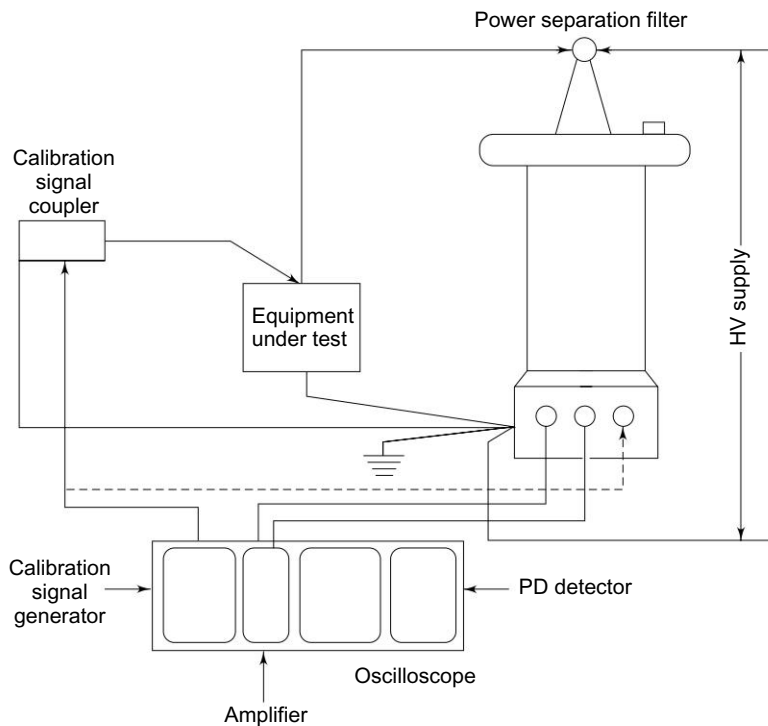 Power separation filter
Calibration
signal
coupler
Equipment
under test
HV supply
Calibration
signal
generator
PD detector
Oscilloscope
Amplifier